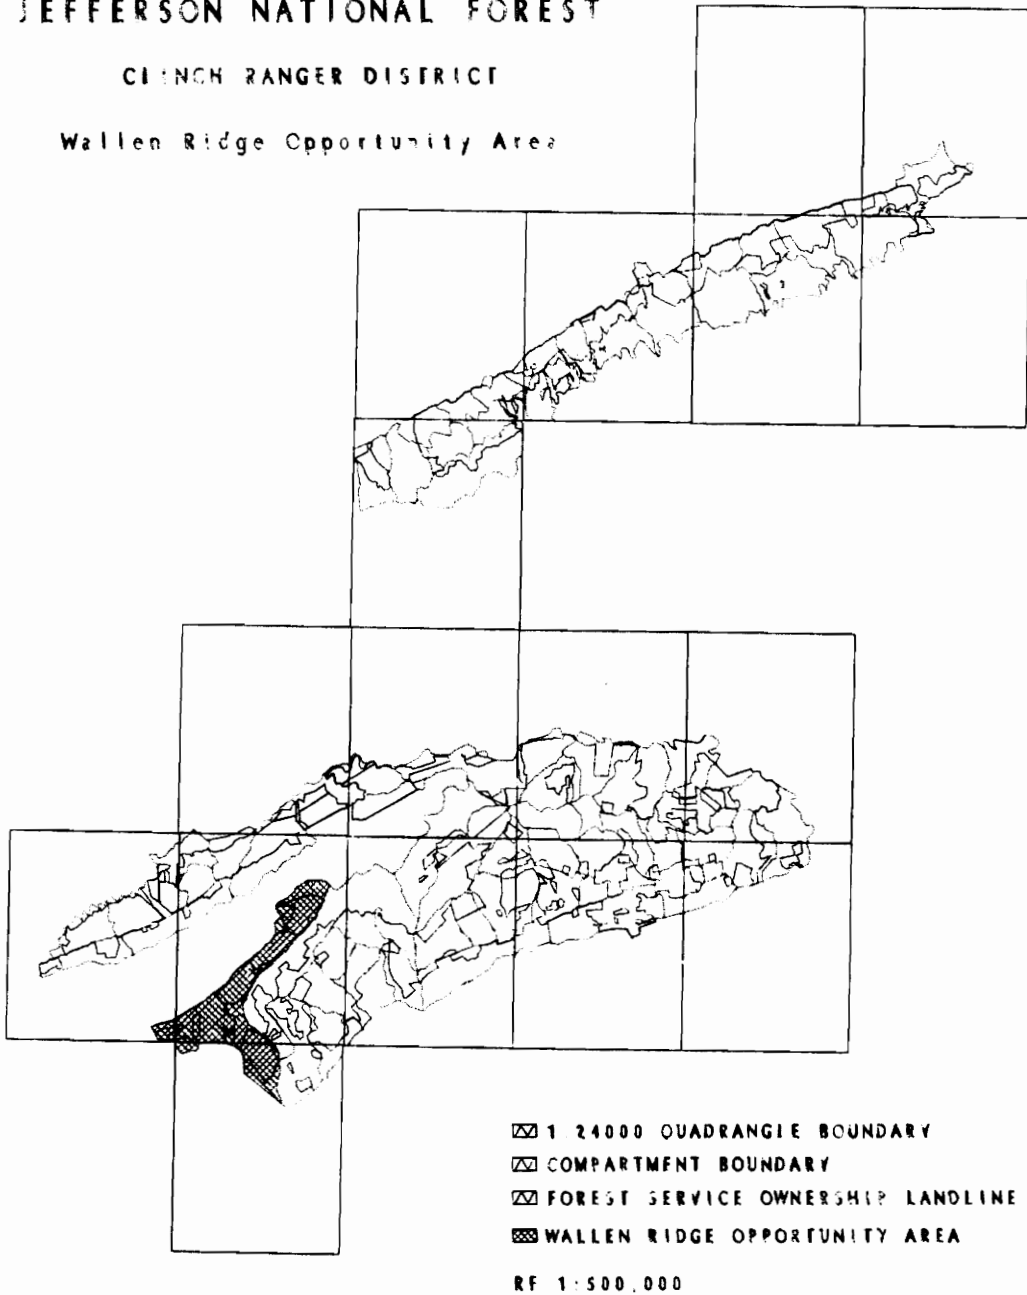 JEFFERSON NATIONAL FOREST
CLINCH RANGER DISTRICT
Wallen Ridge Opportunity Area
1 24000 QUADRANGLE BOUNDARY
COMPARTMENT BOUNDARY
FOREST SERVICE OWNERSHIP LANDLINE
WALLEN RIDGE OPPORTUNITY AREA
RF 1:500,000